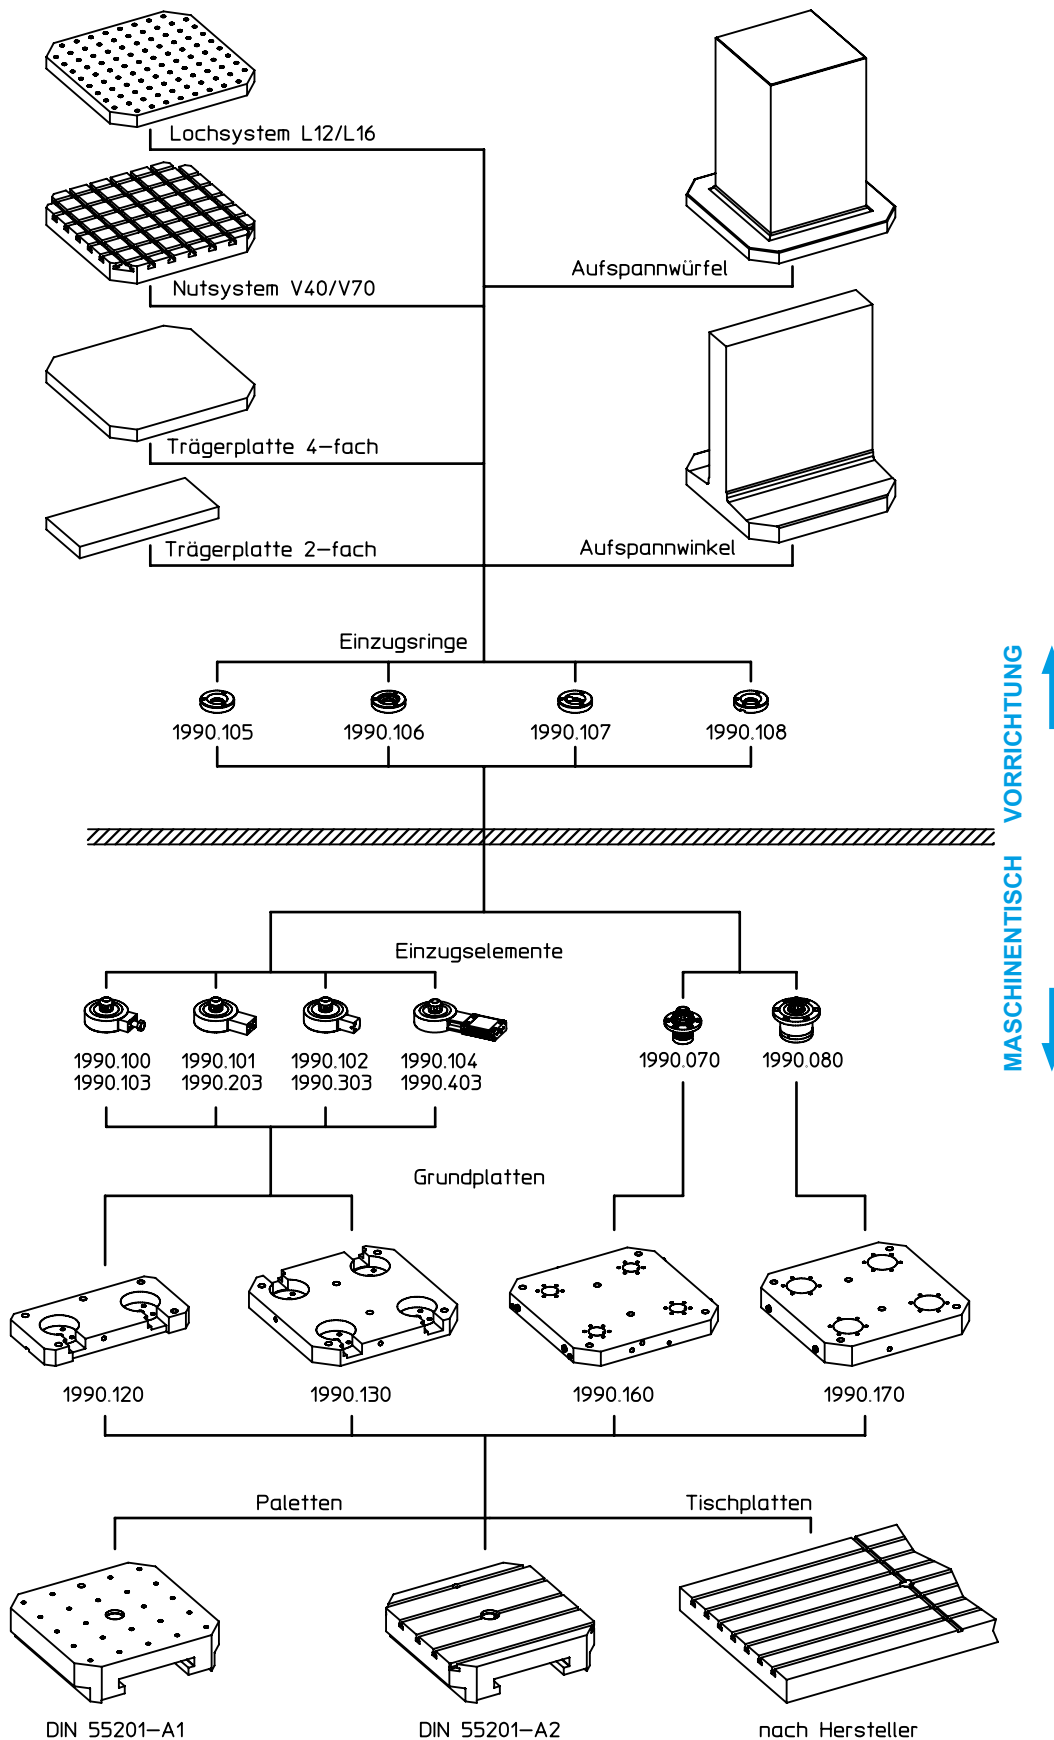 Lochsystem L12/L16
Nutsystem V40/V70
Aufspannwürfel
Trägerplatte 4-fach
Trägerplatte 2-fach
Aufspannwinkel
Einzugsringe
1990.105
1990.106
1990.107
1990.108
VORRICHTUNG
MASCHINENTISCH
Einzugselemente
1990.100
1990.103
1990.101
1990.203
1990.102
1990.303
1990.104
1990.403
1990.070
1990.080
Grundplatten
1990.120
1990.130
1990.160
1990.170
Paletten
Tischplatten
DIN 55201-A1
DIN 55201-A2
nach Hersteller